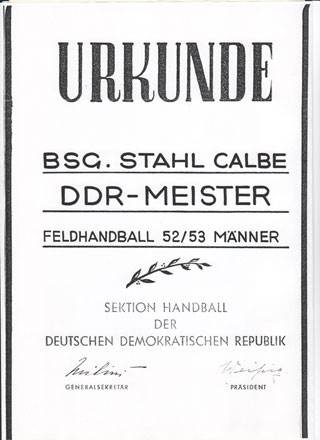 URKUNDE
BSG. STAHL CALBE
DDR-MEISTER
FELDHANDBALL 52/53 MÄNNER
SEKTION HANDBALL
DER
DEUTSCHEN DEMOKRATISCHEN REPUBLIK
GENERALSEKRETÄR PRÄSIDENT